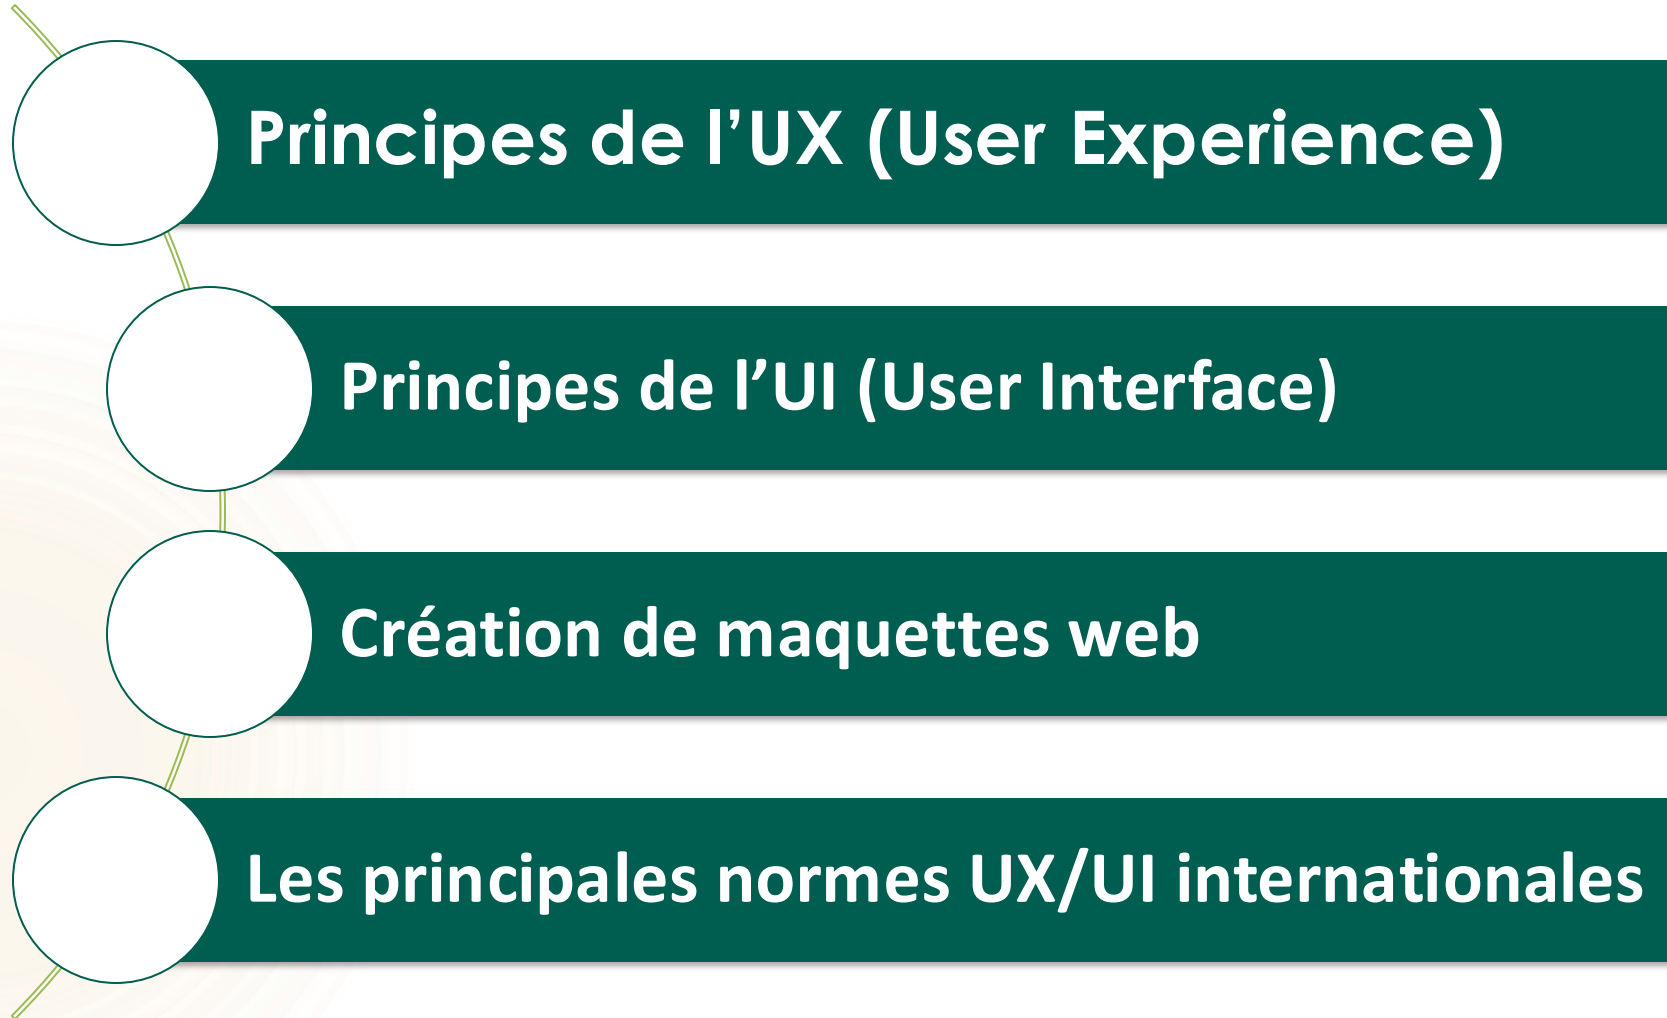 Principes de l’UX (User Experience)
Principes de l’UI (User Interface)
Création de maquettes web
Les principales normes UX/UI internationales